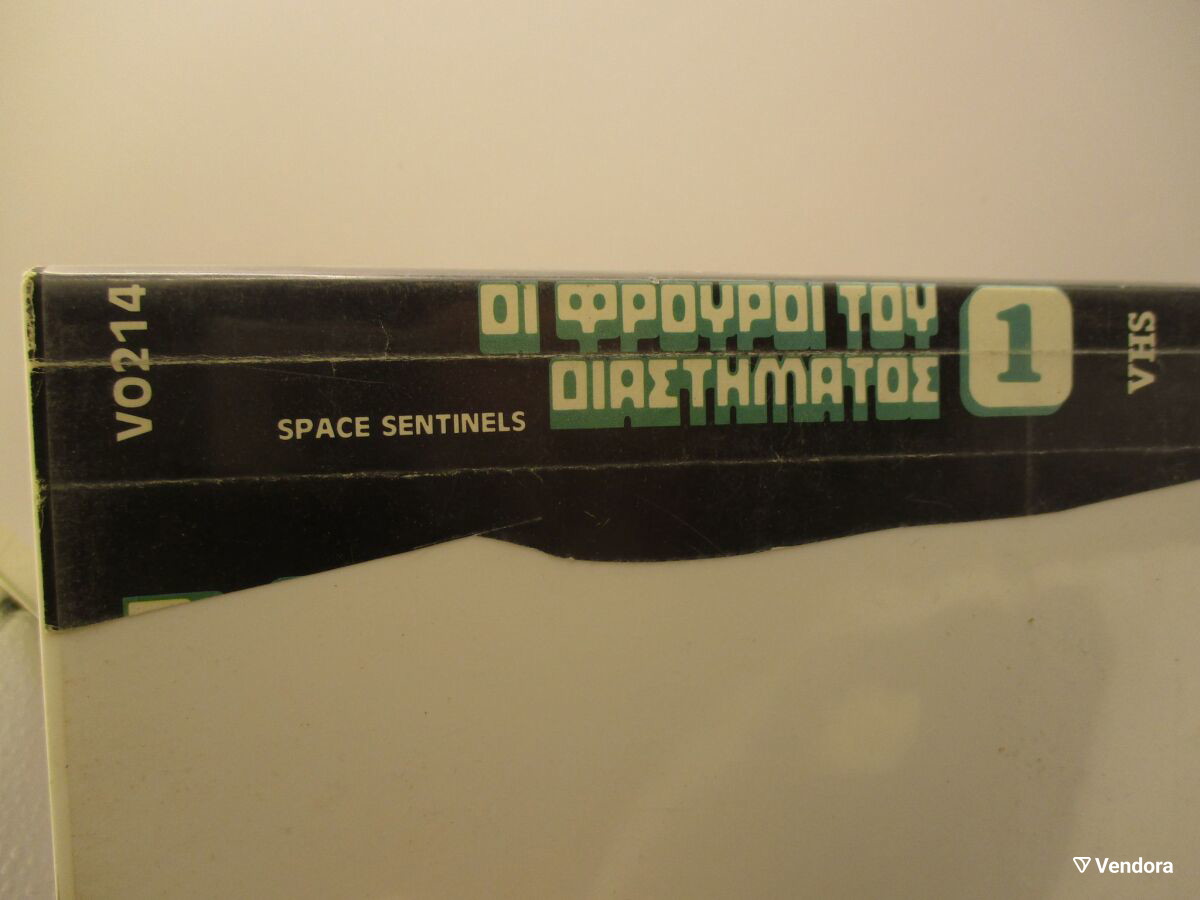 VO214
SPACE SENTINELS
ΟΙ ΦΡΟΥΡΟΙ ΤΟΥ
ΔΙΑΣΤΗΜΑΤΟΣ
1
VHS
Vendora